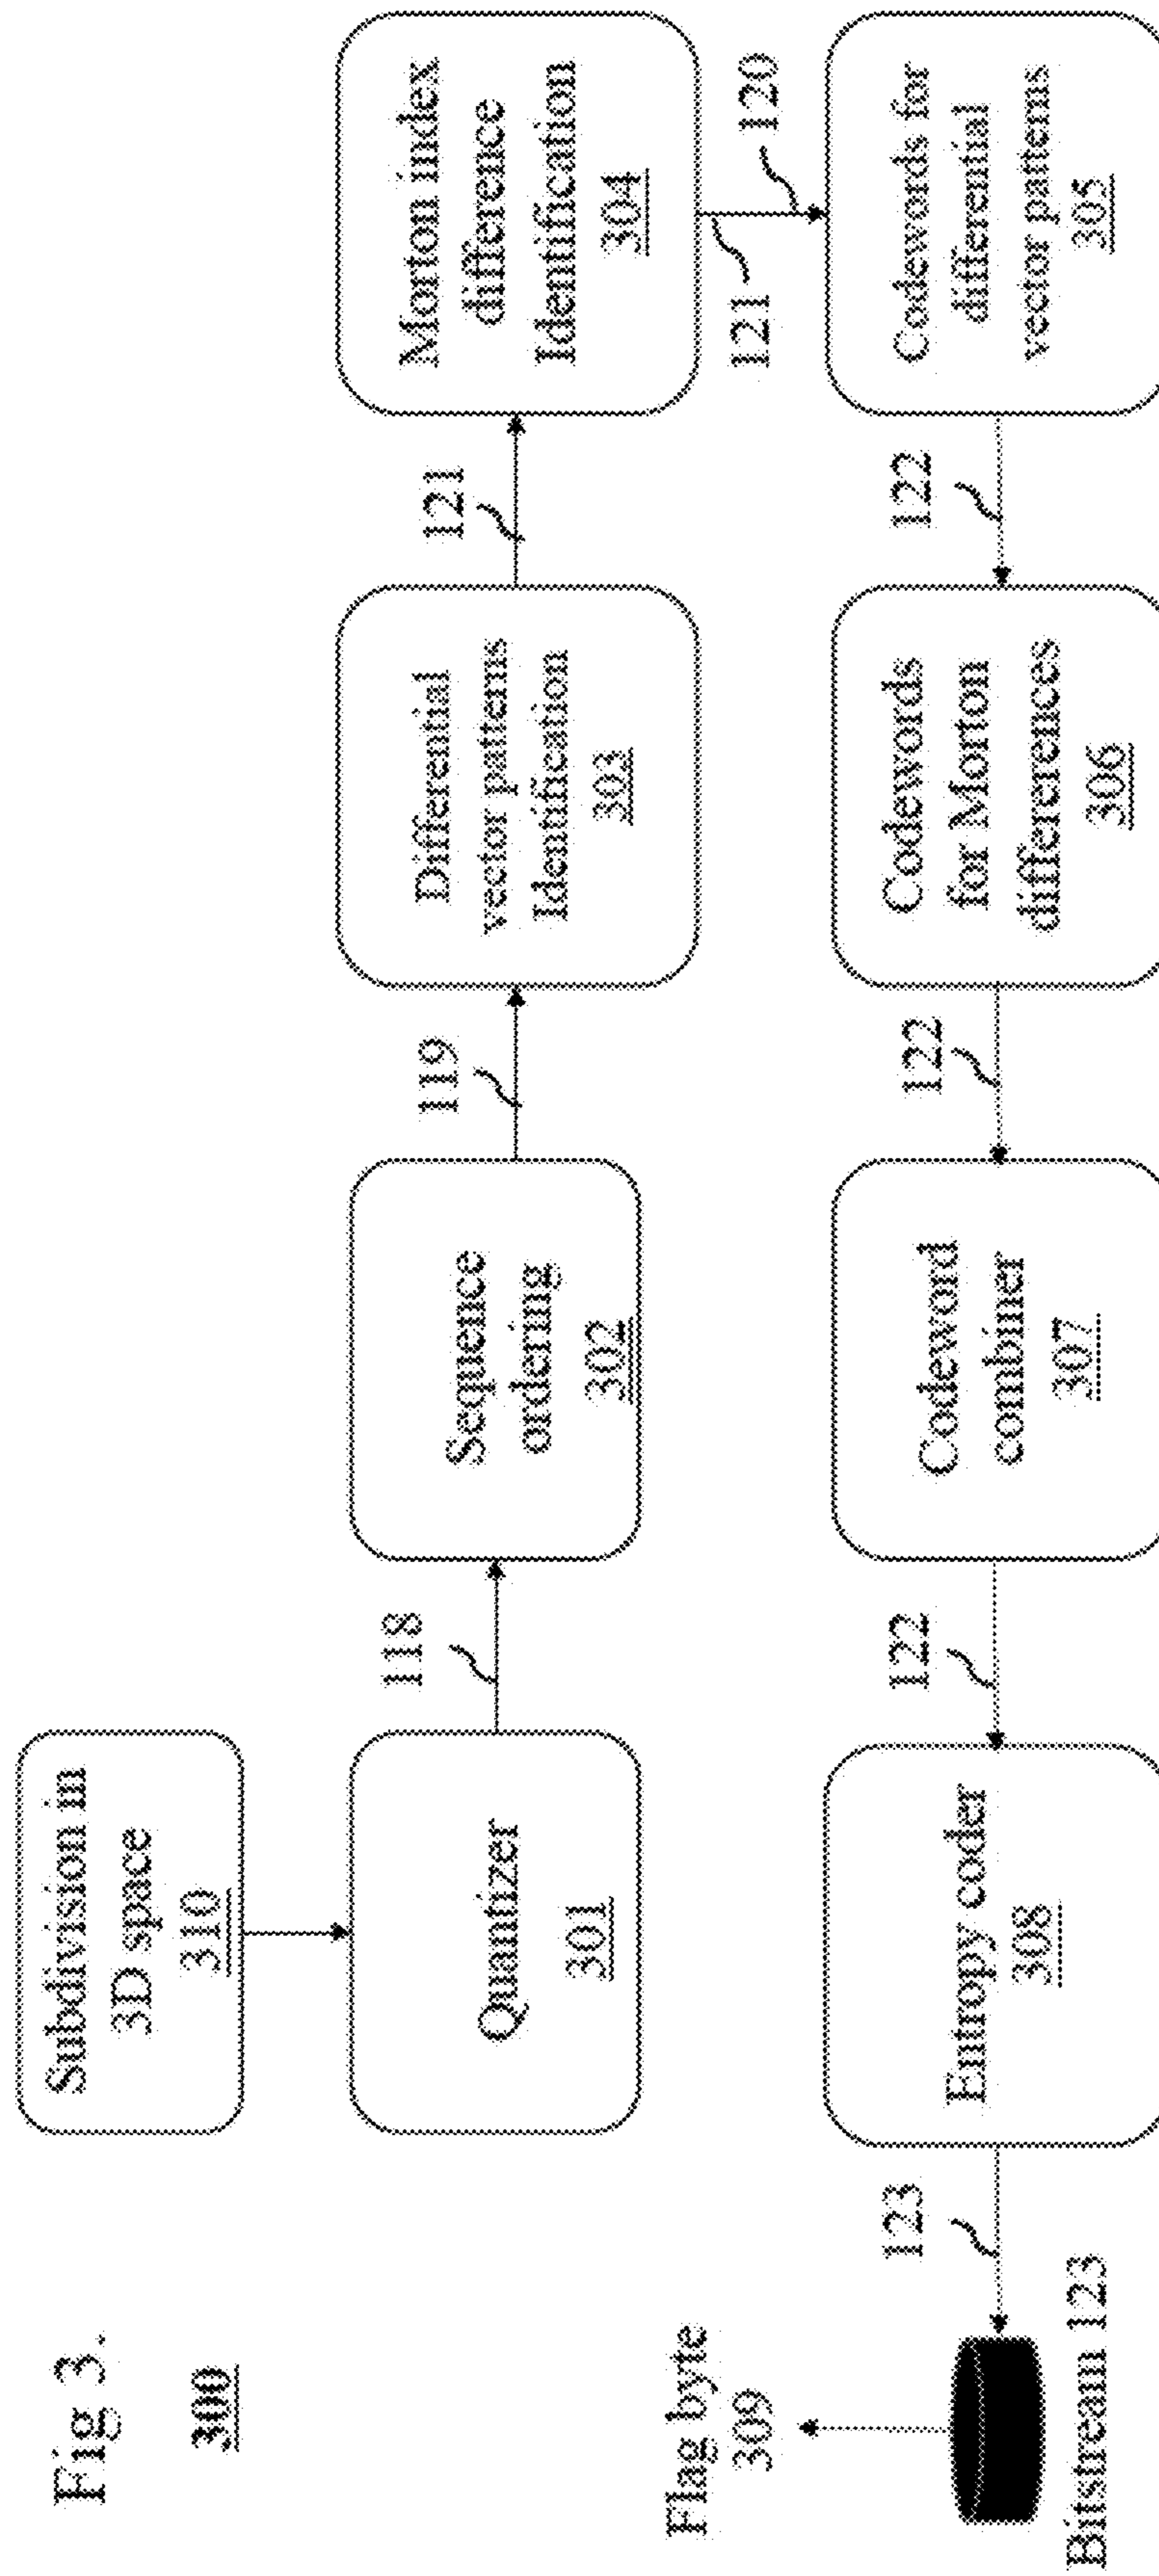 Fig 3.
300
Subdivision in
3D space
310
Quantizer
301
118
Sequence
ordering
302
119
Differential
vector patterns
Identification
303
121
Morton index
difference
Identification
304
121
120
Codewords for
differential
vector patterns
305
122
Codewords
for Morton
differences
306
122
Codeword
combiner
307
122
Entropy coder
308
123
Flag byte
309
Bitstream 123